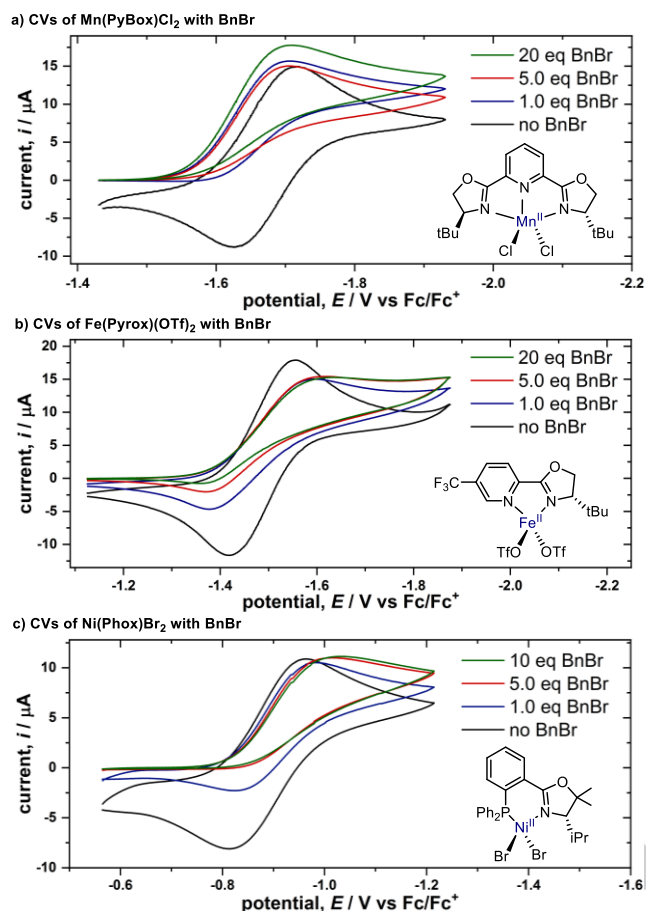 a) CVs of Mn(PyBox)Cl₂ with BnBr
15
10
5
0
-5
-10
current, i / μA
20 eq BnBr
5.0 eq BnBr
1.0 eq BnBr
no BnBr
O
N
O
N
N
tBu
Mn^II
tBu
Cl
Cl
-1.4
-1.6
-1.8
-2.0
-2.2
potential, E / V vs Fc/Fc⁺
b) CVs of Fe(Pyrox)(OTf)₂ with BnBr
20
15
10
5
0
-5
-10
current, i / μA
20 eq BnBr
5.0 eq BnBr
1.0 eq BnBr
no BnBr
F₃C
O
N
N
tBu
Fe^II
TfO
OTf
-1.2
-1.4
-1.6
-1.8
-2.0
-2.2
potential, E / V vs Fc/Fc⁺
c) CVs of Ni(Phox)Br₂ with BnBr
10
5
0
-5
-10
current, i / μA
10 eq BnBr
5.0 eq BnBr
1.0 eq BnBr
no BnBr
O
Ph₂P
N
Ni^II
iPr
Br
Br
-0.6
-0.8
-1.0
-1.2
-1.4
-1.6
potential, E / V vs Fc/Fc⁺